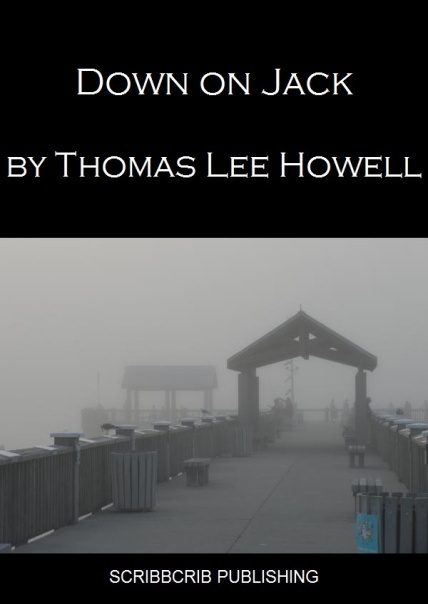 Down on Jack
by Thomas Lee Howell
SCRIBBCRIB PUBLISHING